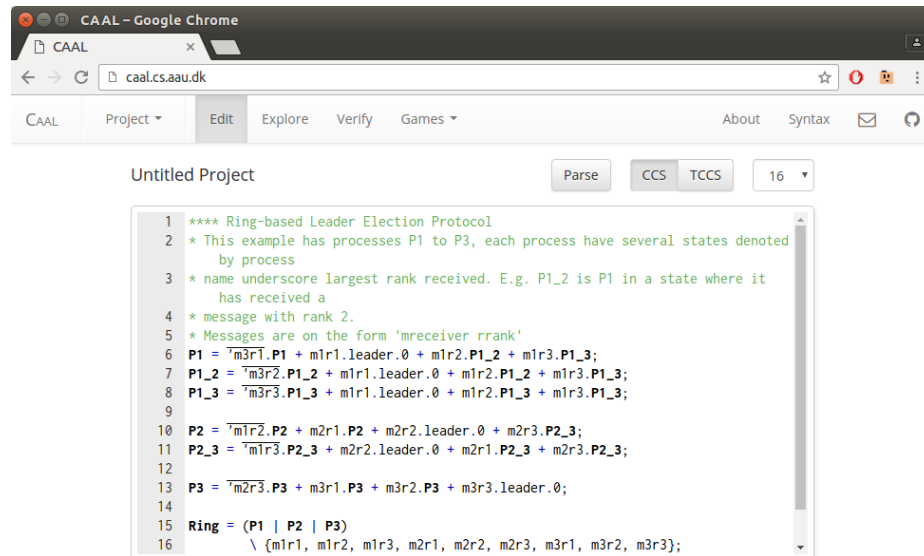 CAAL – Google Chrome
CAAL
caal.cs.aau.dk
CAAL Project Edit Explore Verify Games About Syntax
Untitled Project Parse CCS TCCS 16
1 **** Ring-based Leader Election Protocol
2 * This example has processes P1 to P3, each process have several states denoted
by process
3 * name underscore largest rank received. E.g. P1_2 is P1 in a state where it
has received a
4 * message with rank 2.
5 * Messages are on the form 'mreceiver rrank'
6 P1 = 'm3r1.P1 + m1r1.leader.0 + m1r2.P1_2 + m1r3.P1_3;
7 P1_2 = 'm3r2.P1_2 + m1r1.leader.0 + m1r2.P1_2 + m1r3.P1_3;
8 P1_3 = 'm3r3.P1_3 + m1r1.leader.0 + m1r2.P1_3 + m1r3.P1_3;
9
10 P2 = 'm1r2.P2 + m2r1.P2 + m2r2.leader.0 + m2r3.P2_3;
11 P2_3 = 'm1r3.P2_3 + m2r2.leader.0 + m2r1.P2_3 + m2r3.P2_3;
12
13 P3 = 'm2r3.P3 + m3r1.P3 + m3r2.P3 + m3r3.leader.0;
14
15 Ring = (P1 | P2 | P3)
16 \ {m1r1, m1r2, m1r3, m2r1, m2r2, m2r3, m3r1, m3r2, m3r3};